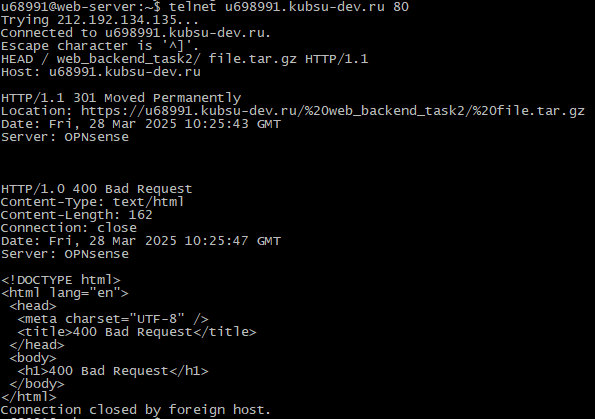 u68991@web-server:~$ telnet u698991.kubsu-dev.ru 80
Trying 212.192.134.135...
Connected to u698991.kubsu-dev.ru.
Escape character is '^]'.
HEAD / web_backend_task2/ file.tar.gz HTTP/1.1
Host: u68991.kubsu-dev.ru
HTTP/1.1 301 Moved Permanently
Location: https://u68991.kubsu-dev.ru/%20web_backend_task2/%20file.tar.gz
Date: Fri, 28 Mar 2025 10:25:43 GMT
Server: OPNsense
HTTP/1.0 400 Bad Request
Content-Type: text/html
Content-Length: 162
Connection: close
Date: Fri, 28 Mar 2025 10:25:47 GMT
Server: OPNsense
<!DOCTYPE html>
<html lang="en">
<head>
<meta charset="UTF-8" />
<title>400 Bad Request</title>
</head>
<body>
<h1>400 Bad Request</h1>
</body>
</html>
Connection closed by foreign host.